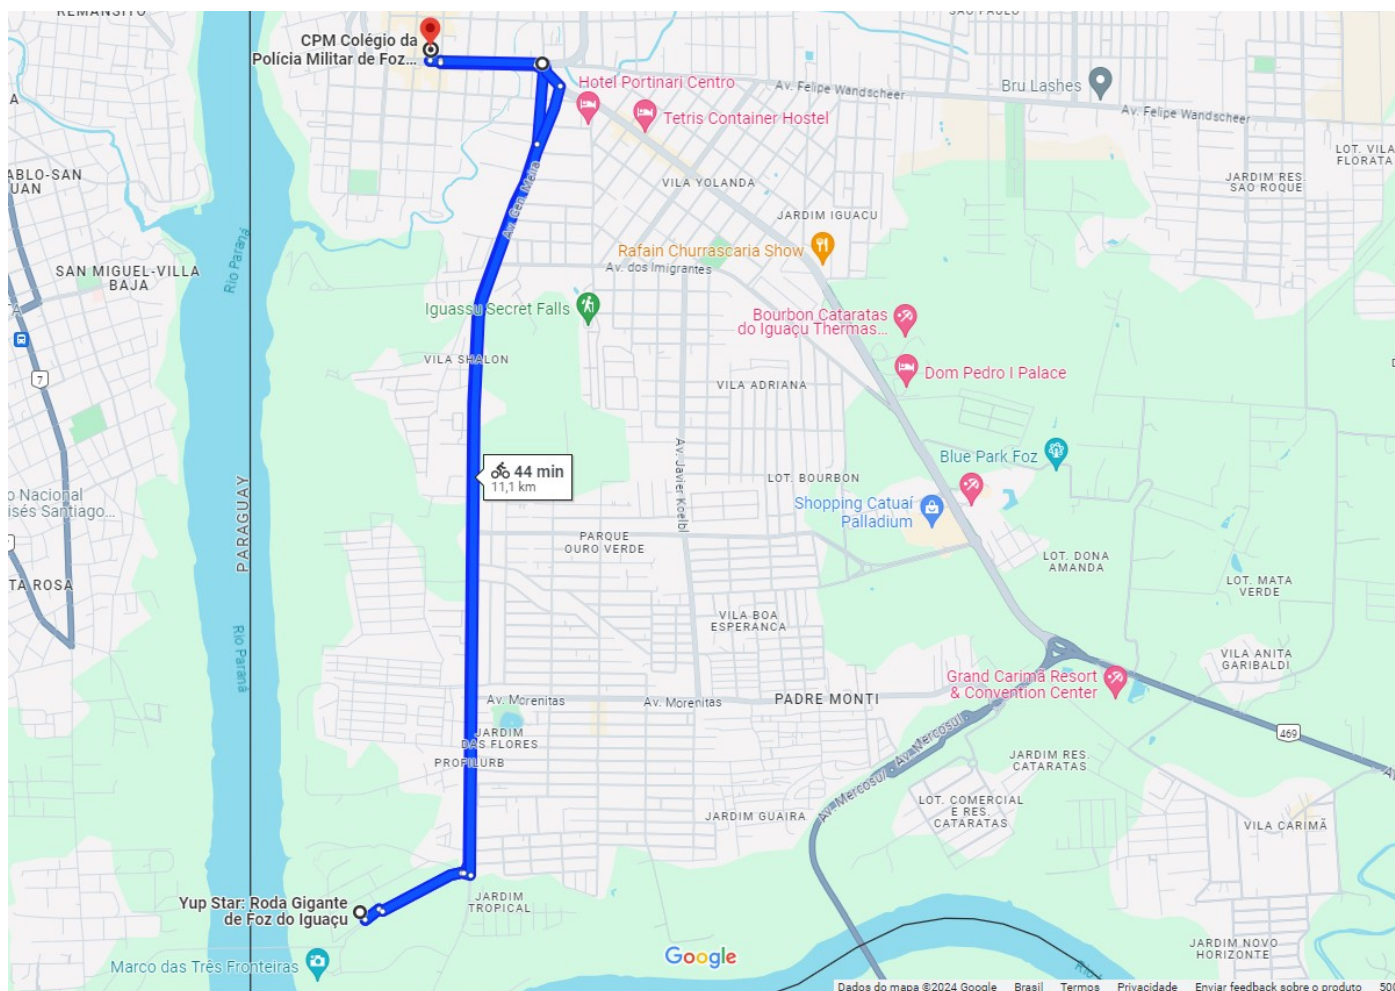 REMANSITO
SÃO PAULO
CPM Colégio da
Polícia Militar de Foz...
Hotel Portinari Centro
Av. Felipe Wandscheer
Bru Lashes
Av. Felipe Wandscheer
Tetris Container Hostel
LOT. VILA
FLORATA
ABLO-SAN
UAN
Av. Gen. Meira
VILA YOLANDA
JARDIM RES.
SAO ROQUE
JARDIM IGUACU
Rio Paraná
Rafain Churrascaria Show
Av. dos Imigrantes
SAN MIGUEL-VILLA
BAJA
Iguassu Secret Falls
Bourbon Cataratas
do Iguaçu Thermas...
VILA SHALON
7
Dom Pedro I Palace
VILA ADRIANA
Av. Javier Koelbl
44 min
11,1 km
Blue Park Foz
LOT. BOURBON
o Nacional
isés Santiago...
Shopping Catuaí
Palladium
PARAGUAY
PARQUE
OURO VERDE
LOT. DONA
AMANDA
TA ROSA
LOT. MATA
VERDE
VILA BOA
ESPERANCA
Rio Paraná
VILA ANITA
GARIBALDI
Grand Carimã Resort
& Convention Center
Av. Morenitas
Av. Morenitas
PADRE MONTI
JARDIM
DAS FLORES
PROFILURB
469
Av. Mercosul
Av. Mercosul
JARDIM RES.
CATARATAS
LOT. COMERCIAL
E RES.
CATARATAS
JARDIM GUAIRA
VILA CARIMÃ
Yup Star: Roda Gigante
de Foz do Iguaçu
JARDIM
TROPICAL
Marco das Três Fronteiras
Google
JARDIM NOVO
HORIZONTE
Rio
Dados do mapa ©2024 Google Brasil Termos Privacidade Enviar feedback sobre o produto